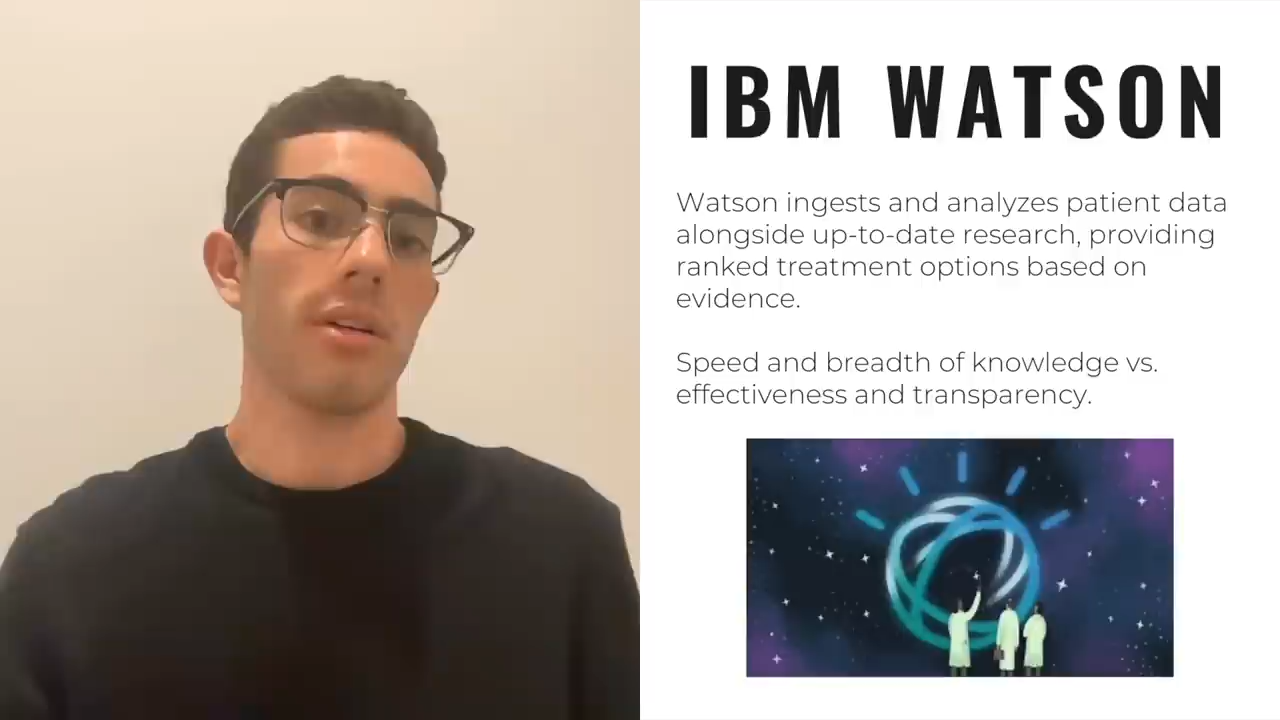 IBM WATSON
Watson ingests and analyzes patient data
alongside up-to-date research, providing
ranked treatment options based on
evidence.
Speed and breadth of knowledge vs.
effectiveness and transparency.